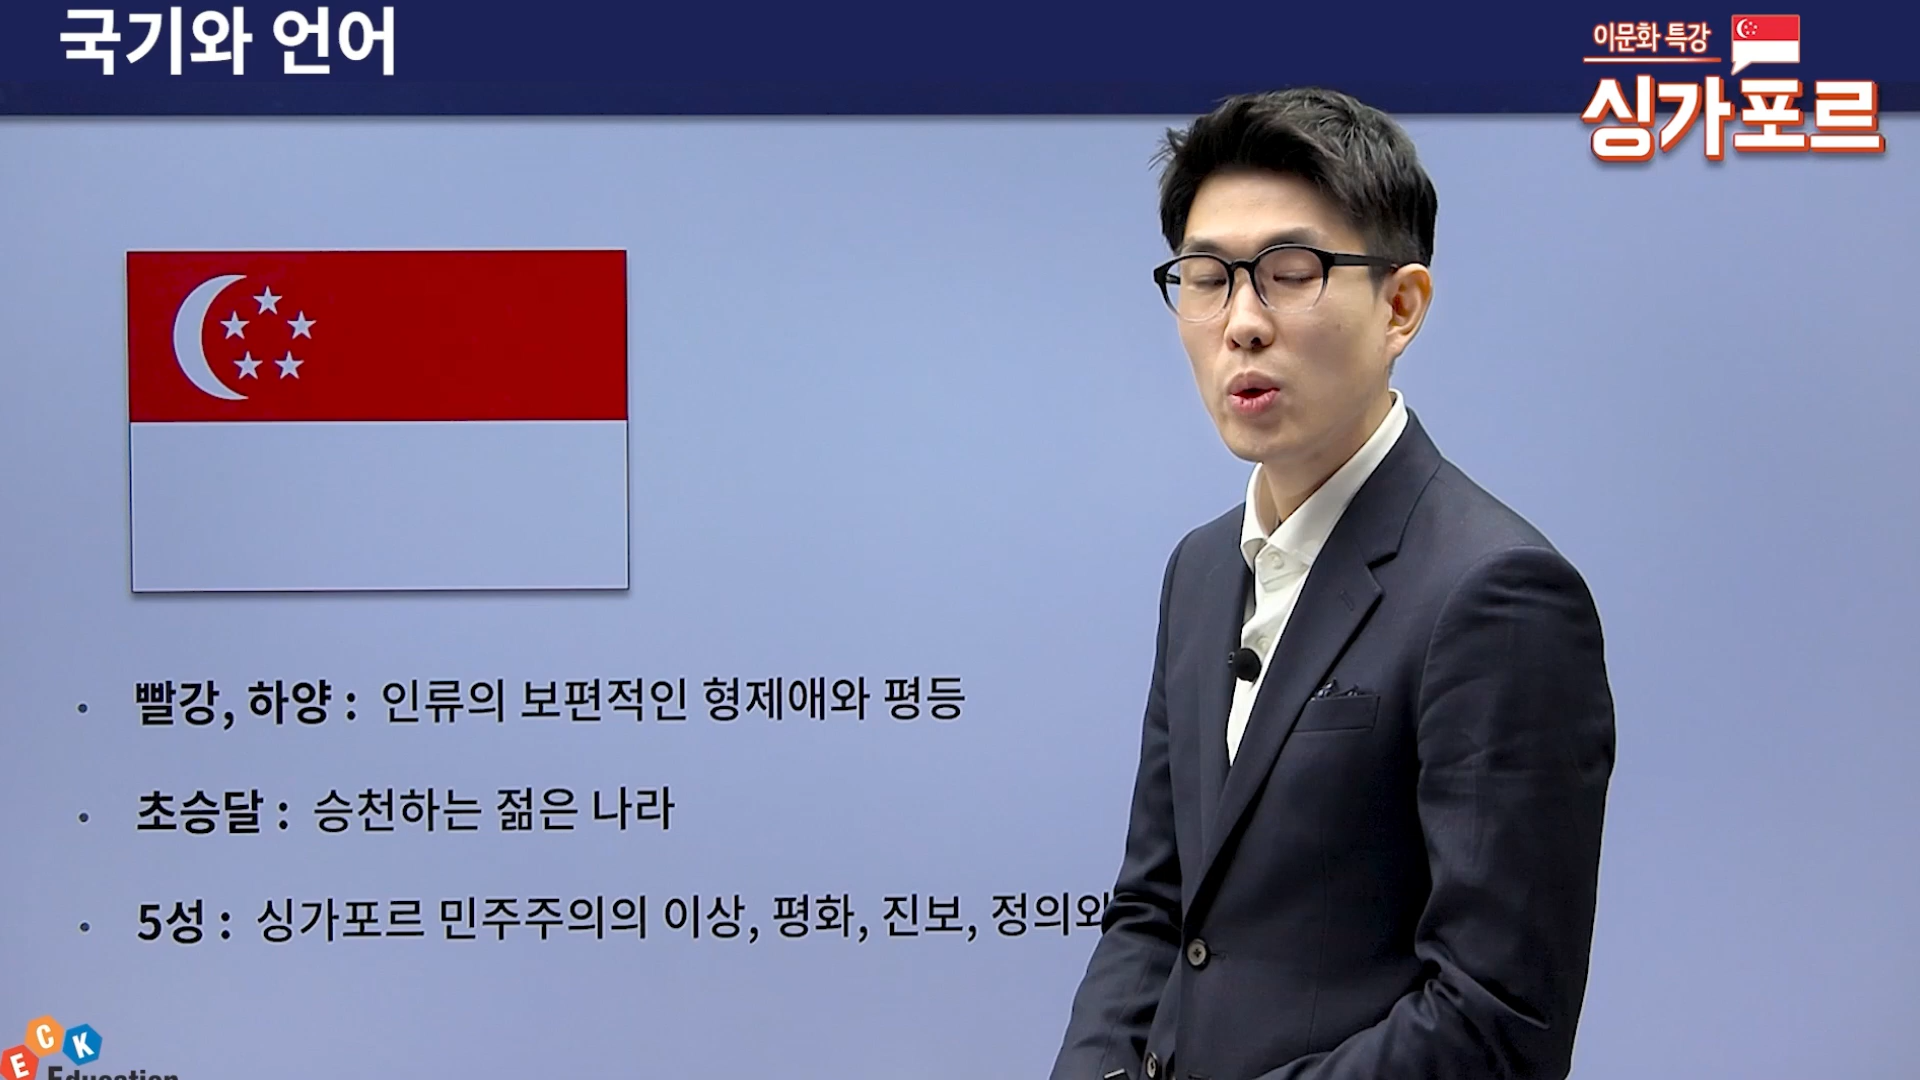 국기와 언어
이문화 특강
싱가포르
빨강, 하양 : 인류의 보편적인 형제애와 평등
초승달 : 승천하는 젊은 나라
5성 : 싱가포르 민주주의의 이상, 평화, 진보, 정의와
ECK
Education